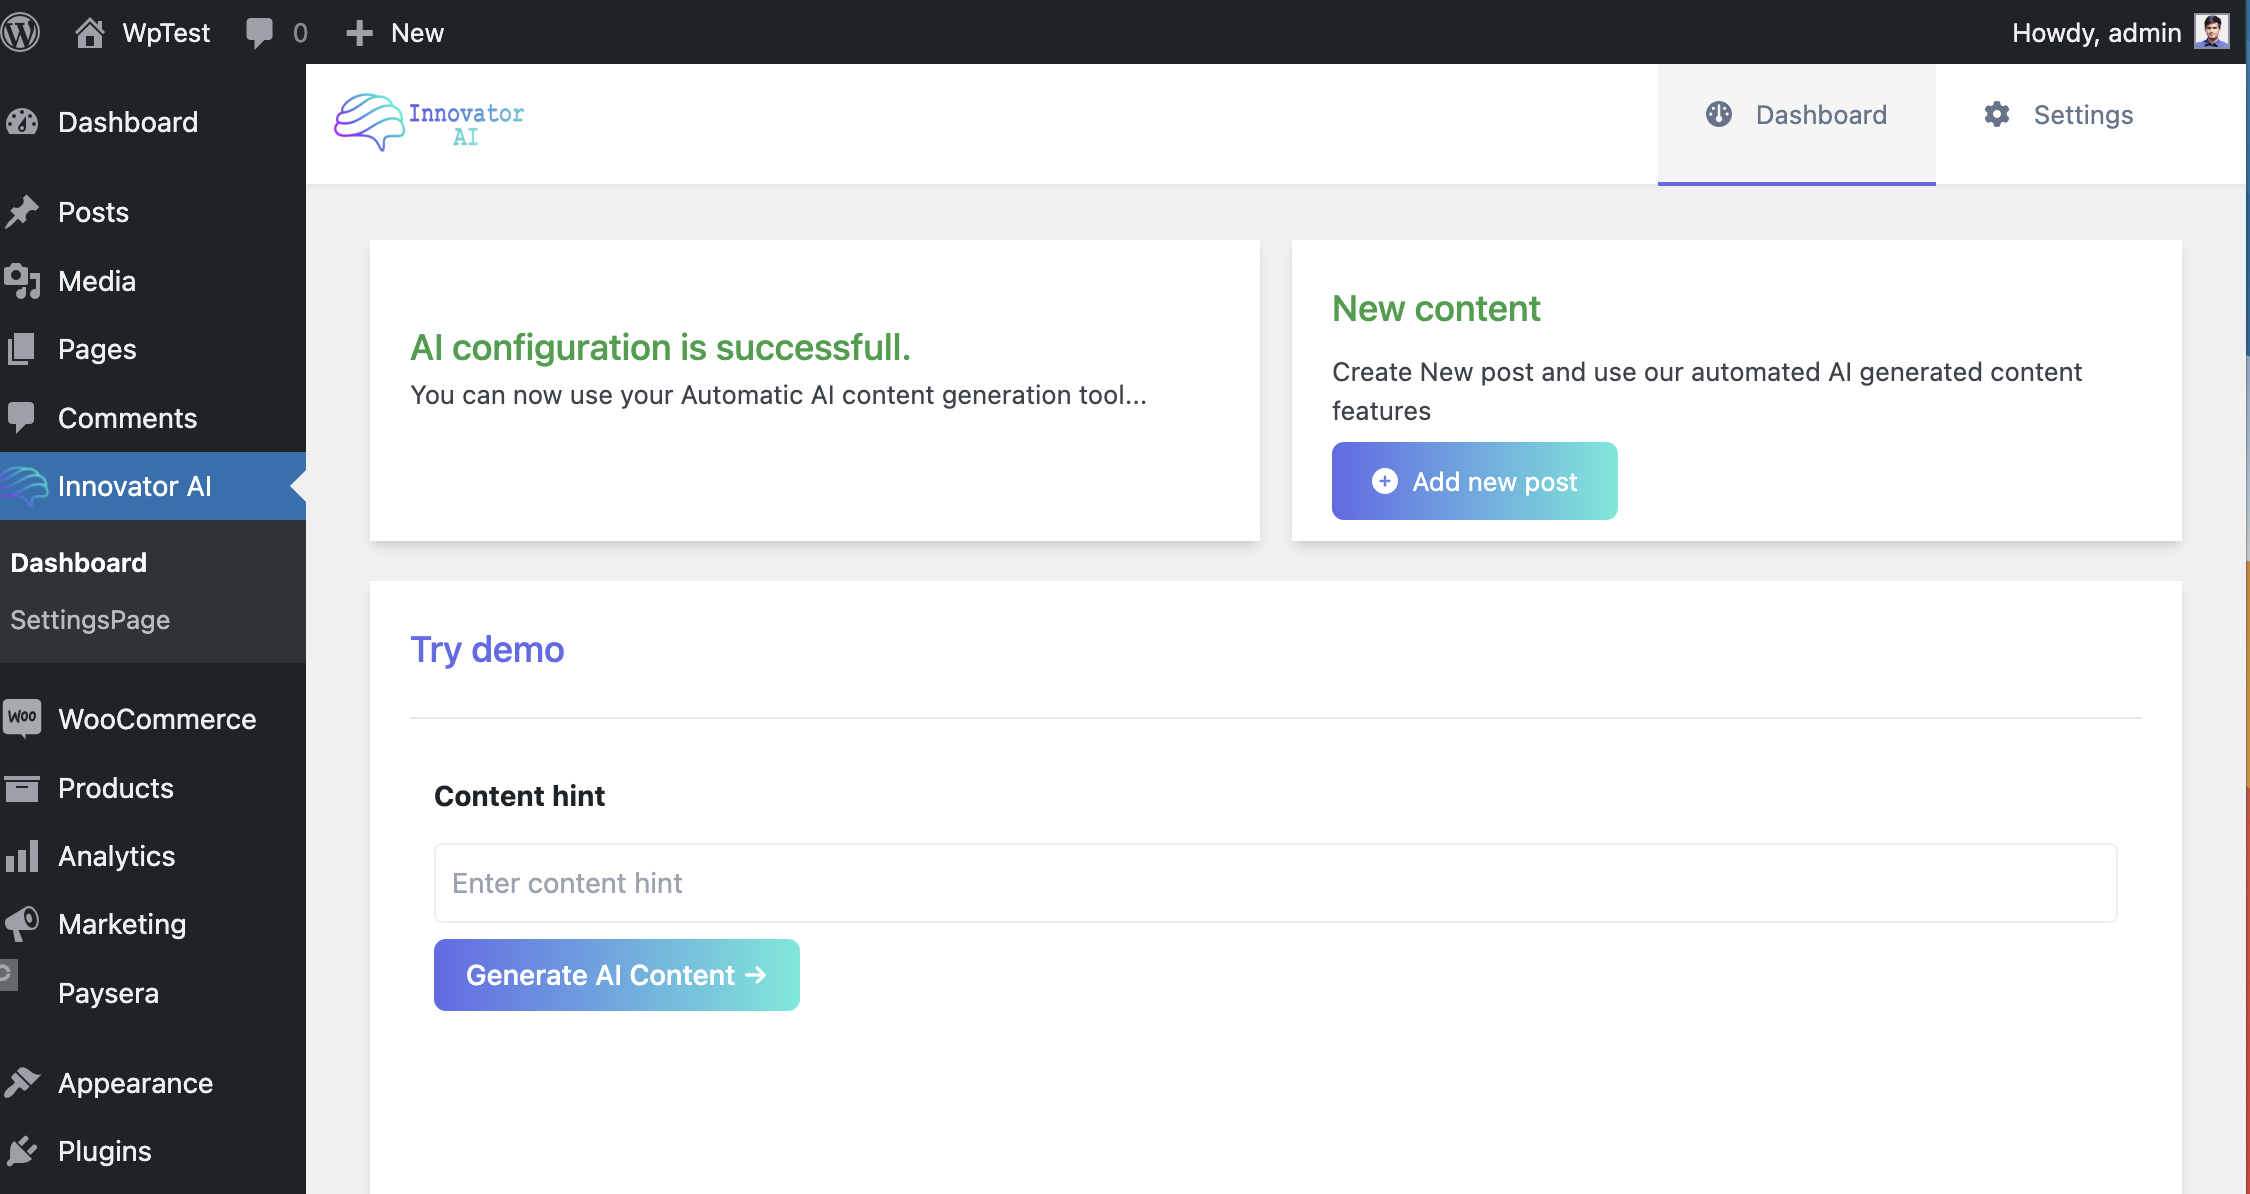 WpTest
0
New
Howdy, admin
Dashboard
Posts
Media
Pages
Comments
Innovator AI
Dashboard
SettingsPage
Woo
WooCommerce
Products
Analytics
Marketing
Paysera
Appearance
Plugins
Innovator
AI
Dashboard
Settings
AI configuration is successfull.
You can now use your Automatic AI content generation tool...
New content
Create New post and use our automated AI generated content
features
Add new post
Try demo
Content hint
Enter content hint
Generate AI Content →